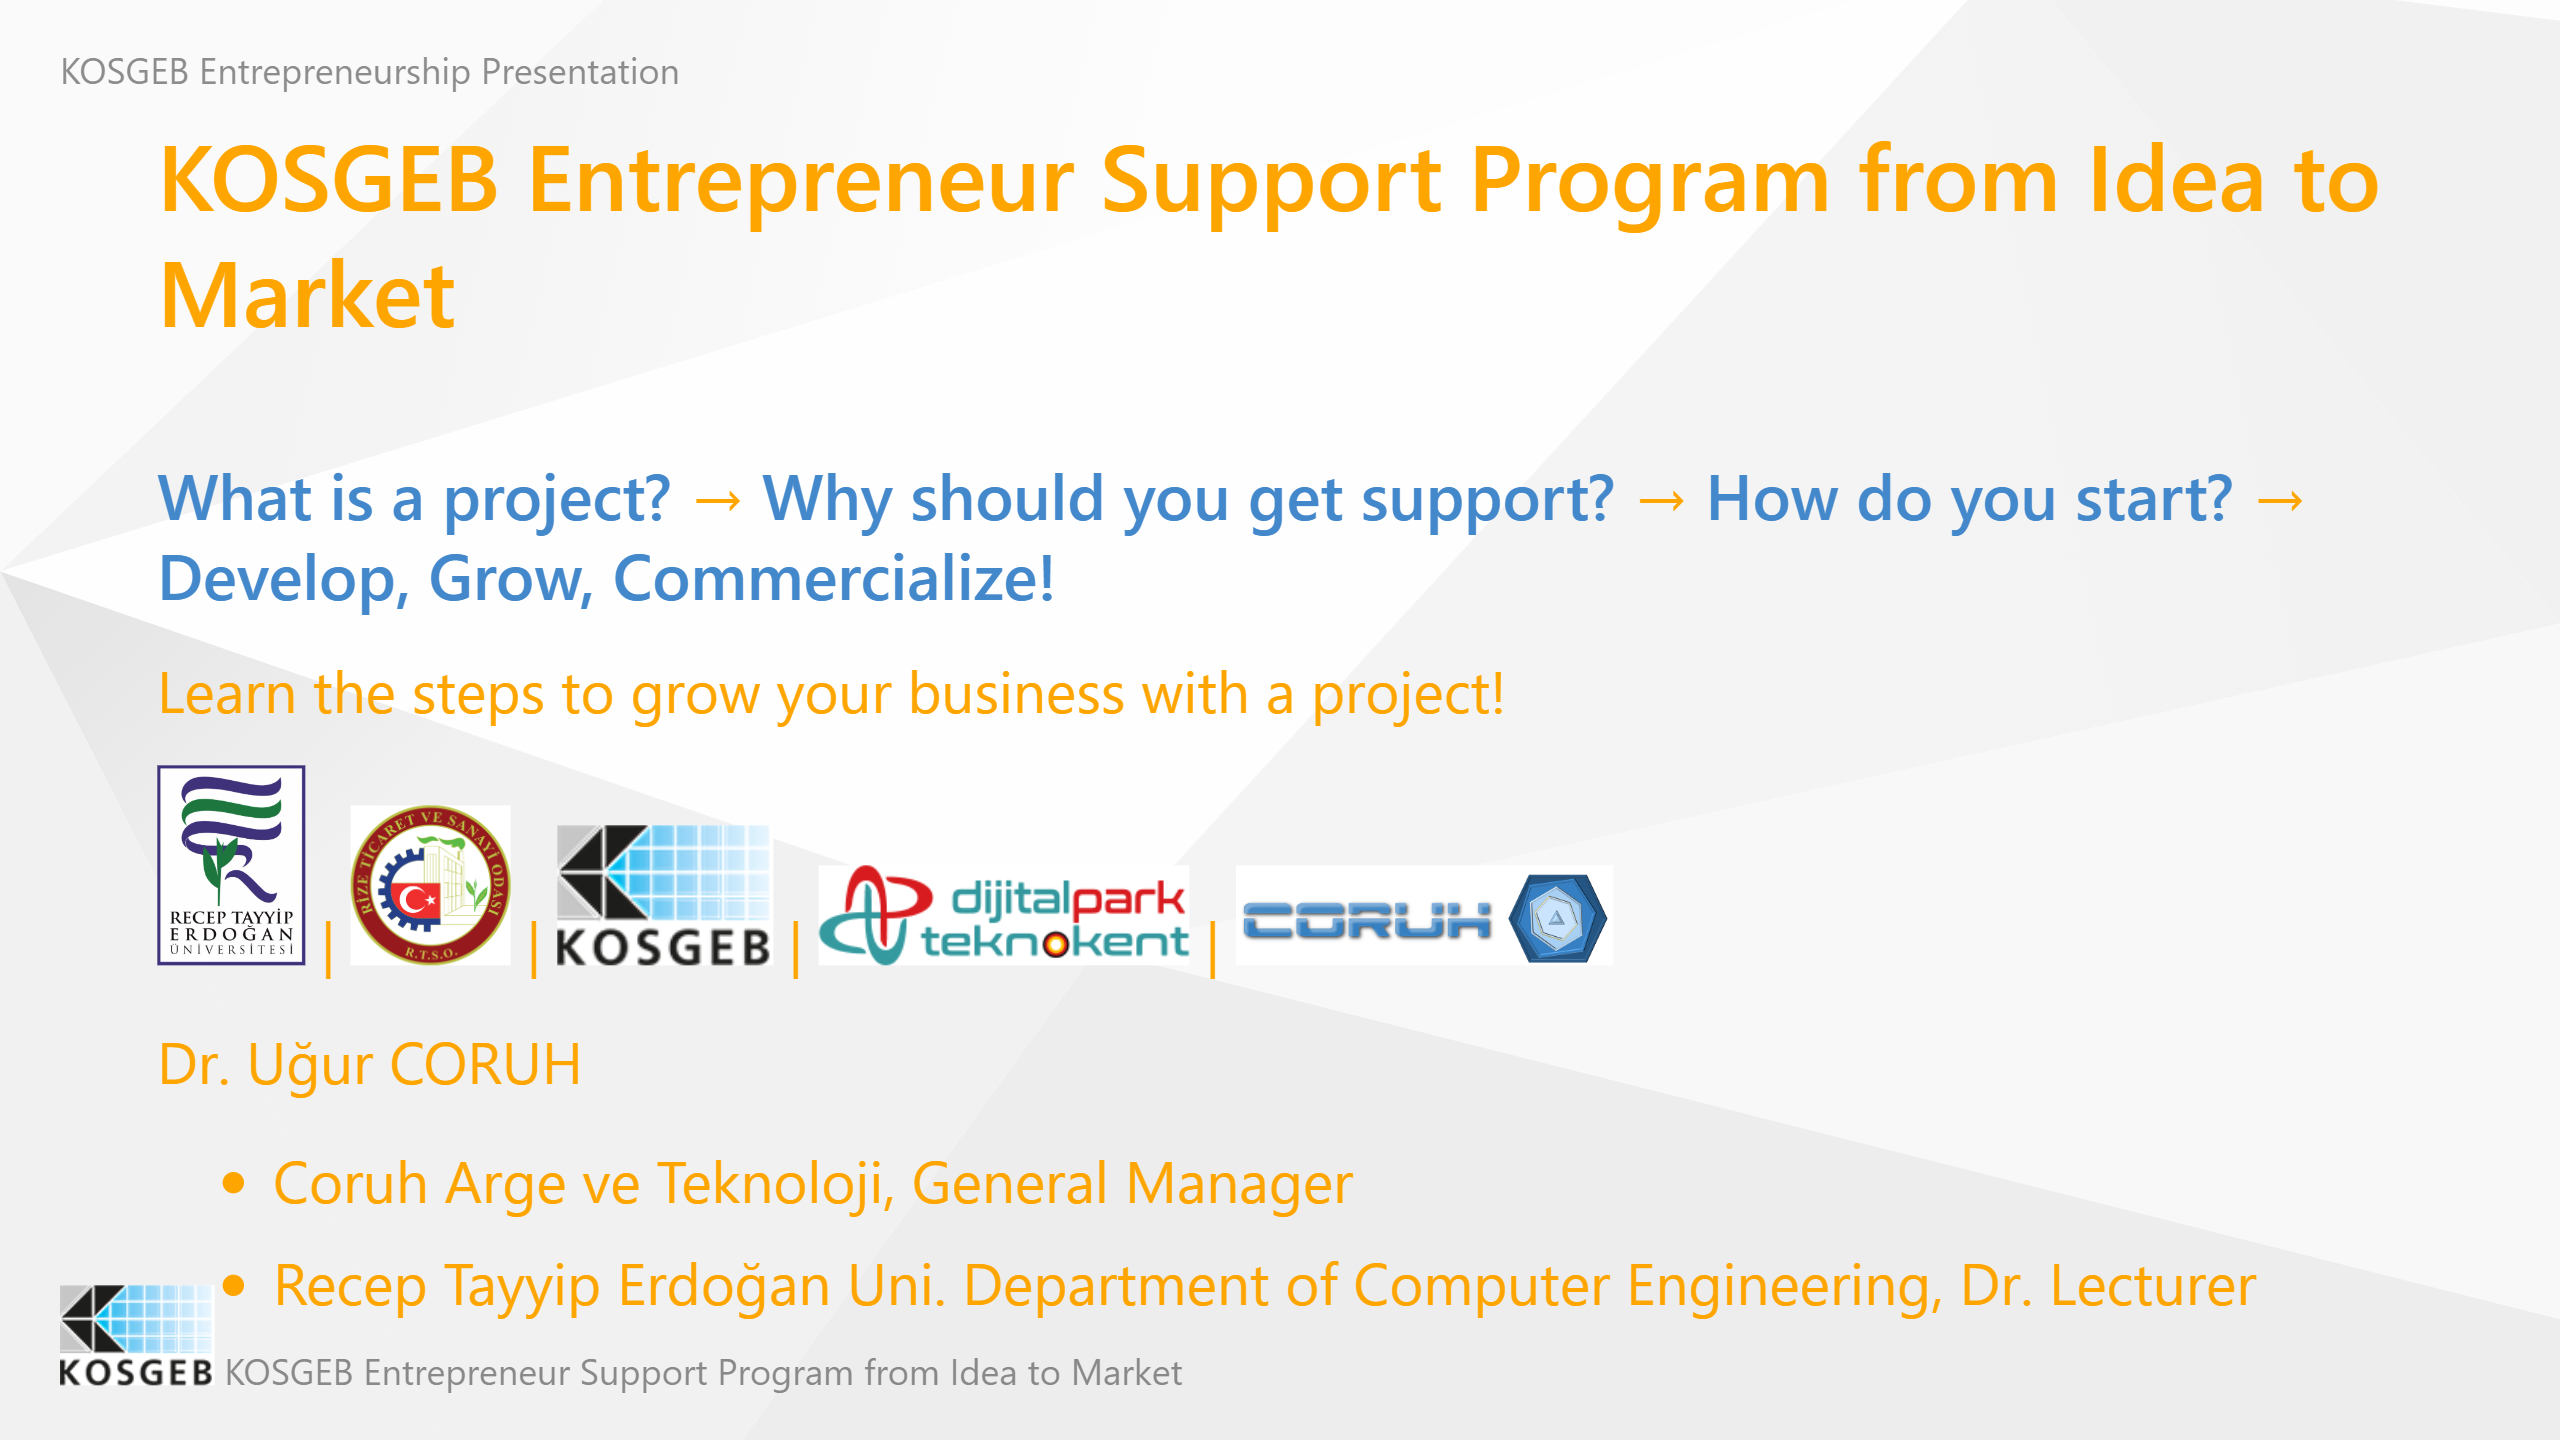 KOSGEB Entrepreneurship Presentation
KOSGEB Entrepreneur Support Program from Idea to
Market
What is a project? → Why should you get support? → How do you start? →
Develop, Grow, Commercialize!
Learn the steps to grow your business with a project!
RECEP TAYYİP
ERDOĞAN
ÜNİVERSİTESİ
|
RİZE TİCARET VE SANAYİ ODASI
R.T.S.O.
|
KOSGEB
|
dijitalpark
teknokent
|
CORUH
Dr. Uğur CORUH
• Coruh Arge ve Teknoloji, General Manager
• Recep Tayyip Erdoğan Uni. Department of Computer Engineering, Dr. Lecturer
KOSGEB
KOSGEB Entrepreneur Support Program from Idea to Market